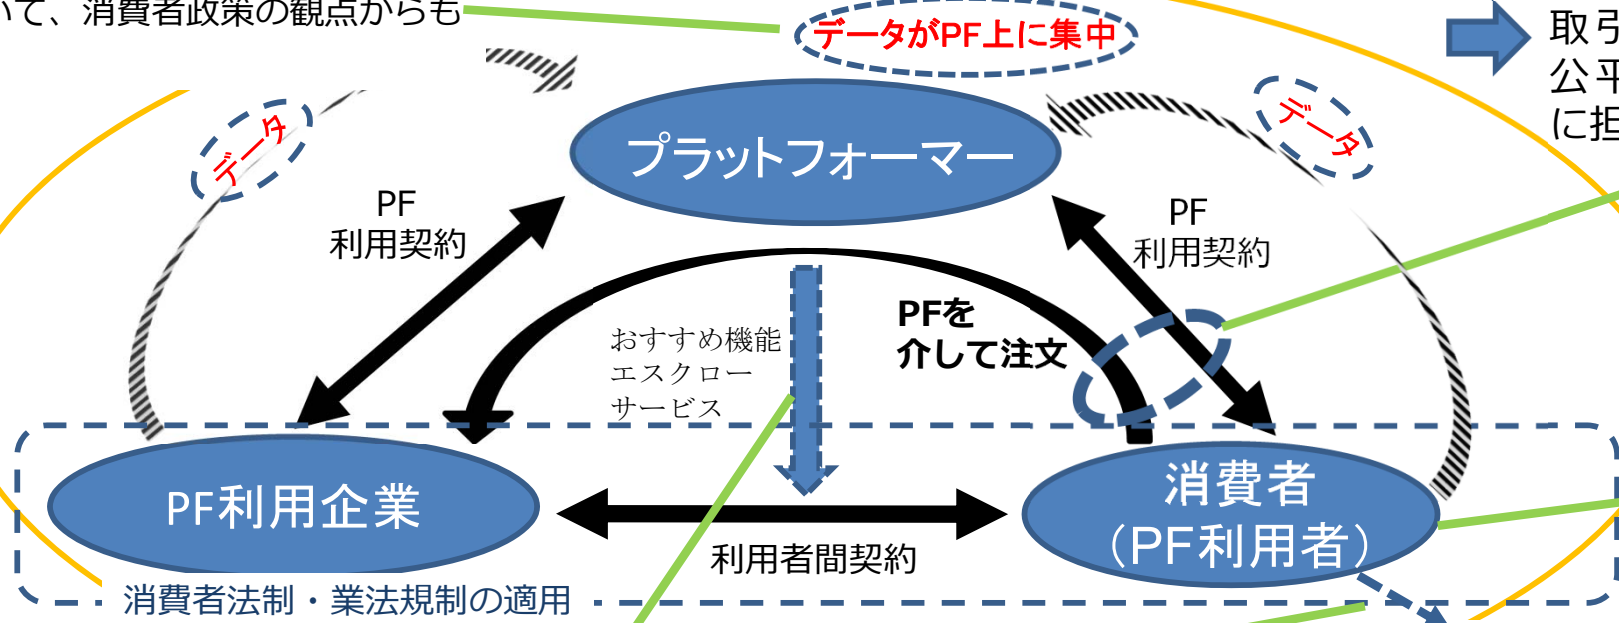 いて、消費者政策の観点からも
データがPF上に集中
取引
公平
に担
データ
データ
プラットフォーマー
PF
利用契約
PF
利用契約
PFを
介して注文
おすすめ機能
エスクロー
サービス
PF利用企業
消費者
（PF利用者）
利用者間契約
消費者法制・業法規制の適用